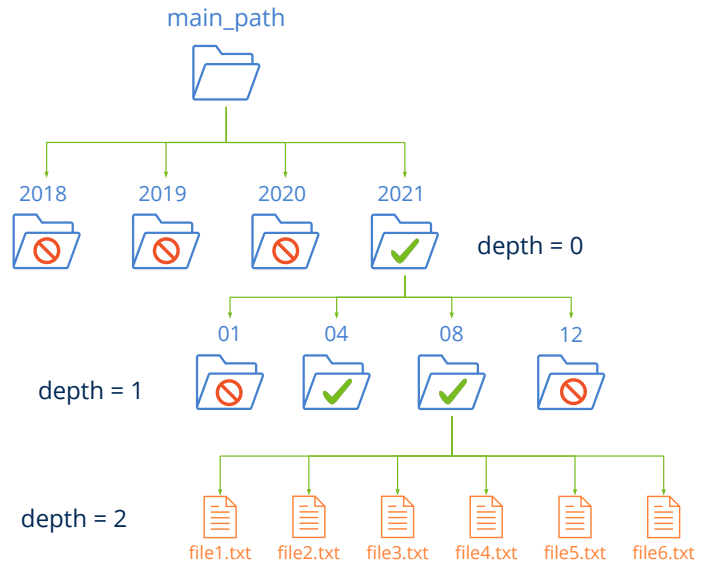 main_path
2018 2019 2020 2021
depth = 0
01 04 08 12
depth = 1
depth = 2
file1.txt file2.txt file3.txt file4.txt file5.txt file6.txt